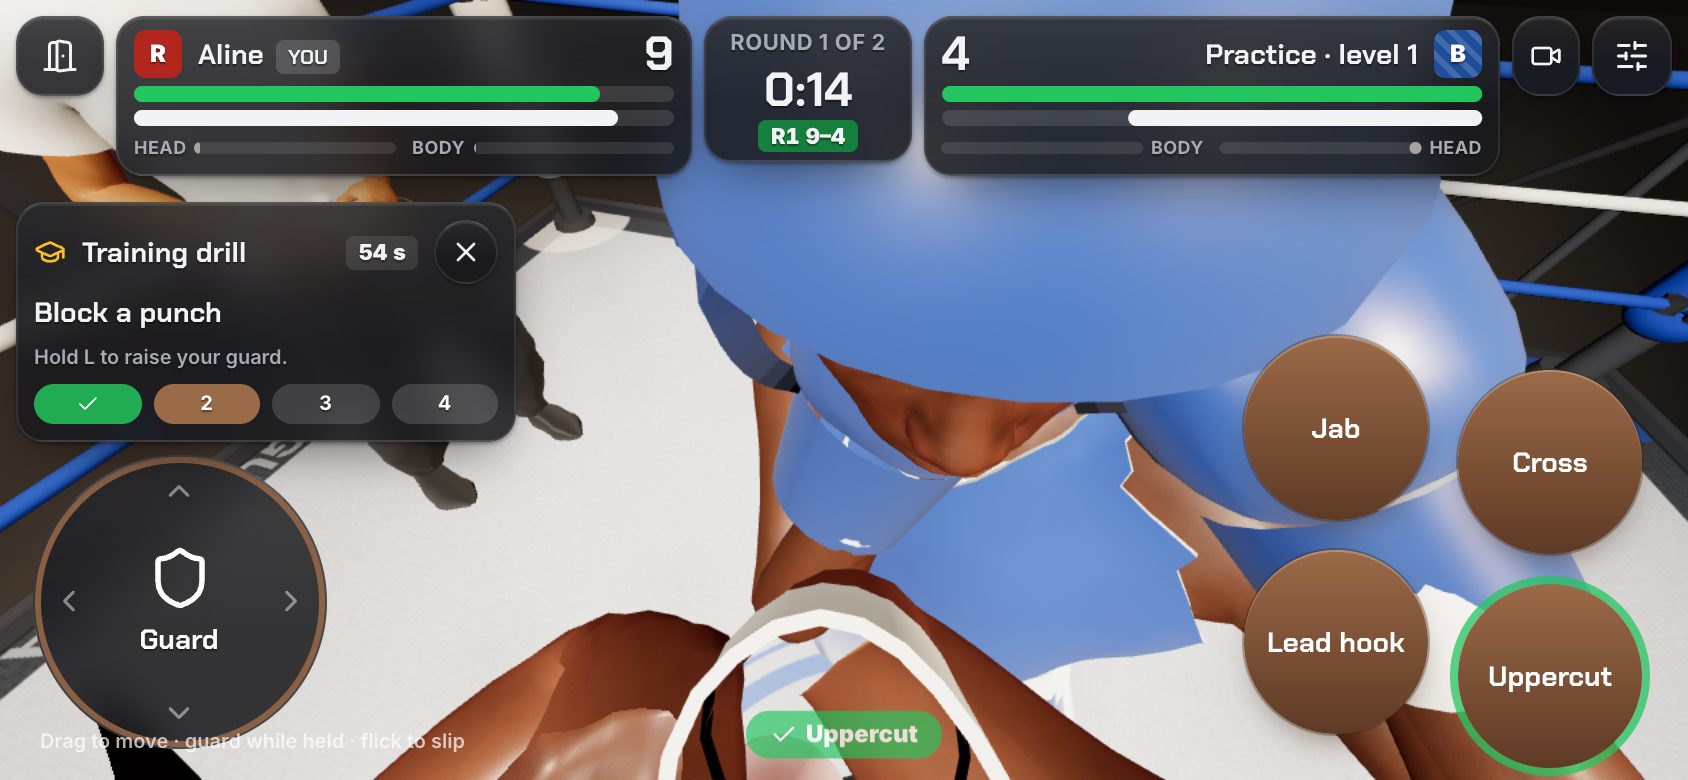 R Aline YOU 9
ROUND 1 OF 2
0:14
R1 9–4
4 Practice · level 1 B
HEAD BODY
BODY HEAD
Training drill 54 s
Block a punch
Hold L to raise your guard.
2 3 4
Guard
Drag to move · guard while held · flick to slip
Jab
Cross
Lead hook
Uppercut
Uppercut